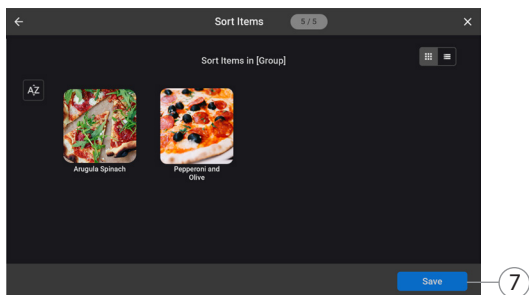 Sort Items 5 / 5
Sort Items in [Group]
AZ
Arugula Spinach
Pepperoni and
Olive
Save
7